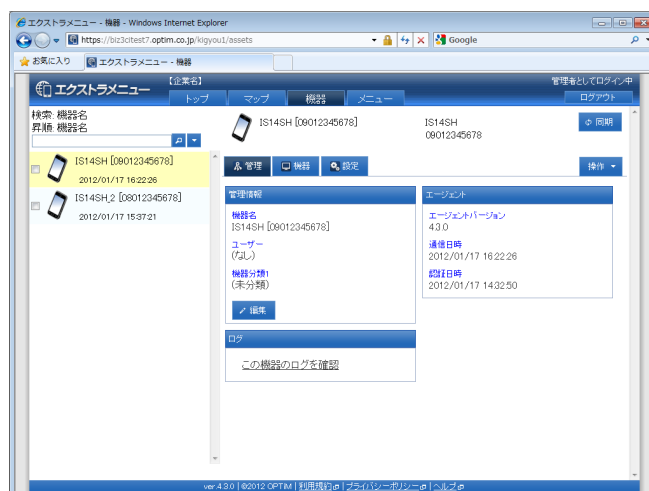 エクストラメニュー - 機器 - Windows Internet Explorer
https://biz3citest7.optim.co.jp/kigyou1/assets
Google
お気に入り
エクストラメニュー - 機器
エクストラメニュー
【企業名】
管理者としてログイン中
トップ
マップ
機器
メニュー
ログアウト
検索: 機器名
昇順: 機器名
IS14SH [09012345678]
2012/01/17 16:22:26
IS14SH_2 [08012345678]
2012/01/17 15:37:21
IS14SH [09012345678]
IS14SH
09012345678
同期
管理
機器
設定
操作
管理情報
機器名
IS14SH [09012345678]
ユーザー
(なし)
機器分類1
(未分類)
編集
ログ
この機器のログを確認
エージェント
エージェントバージョン
4.3.0
通信日時
2012/01/17 16:22:26
認証日時
2012/01/17 14:32:50
ver.4.3.0 | ©2012 OPTiM | 利用規約 | プライバシーポリシー | ヘルプ